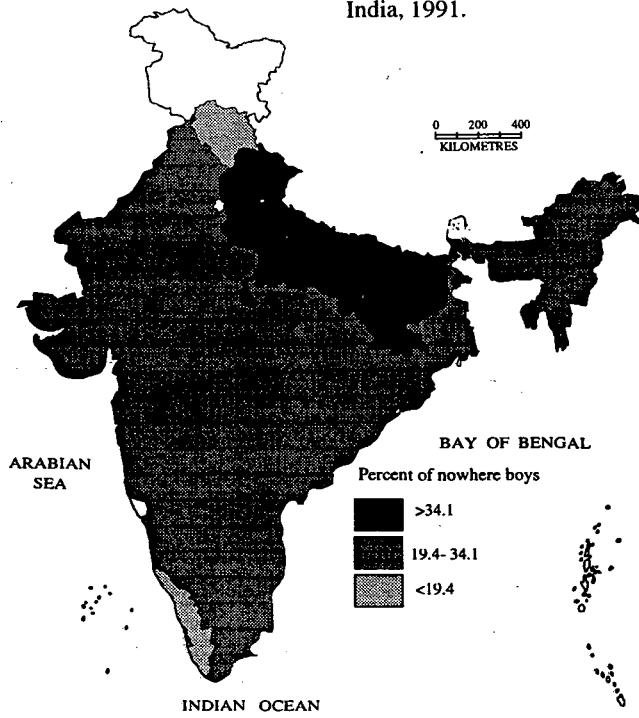 India, 1991.
0 200 400
KILOMETRES
BAY OF BENGAL
ARABIAN
SEA
Percent of nowhere boys
>34.1
19.4-34.1
<19.4
INDIAN OCEAN